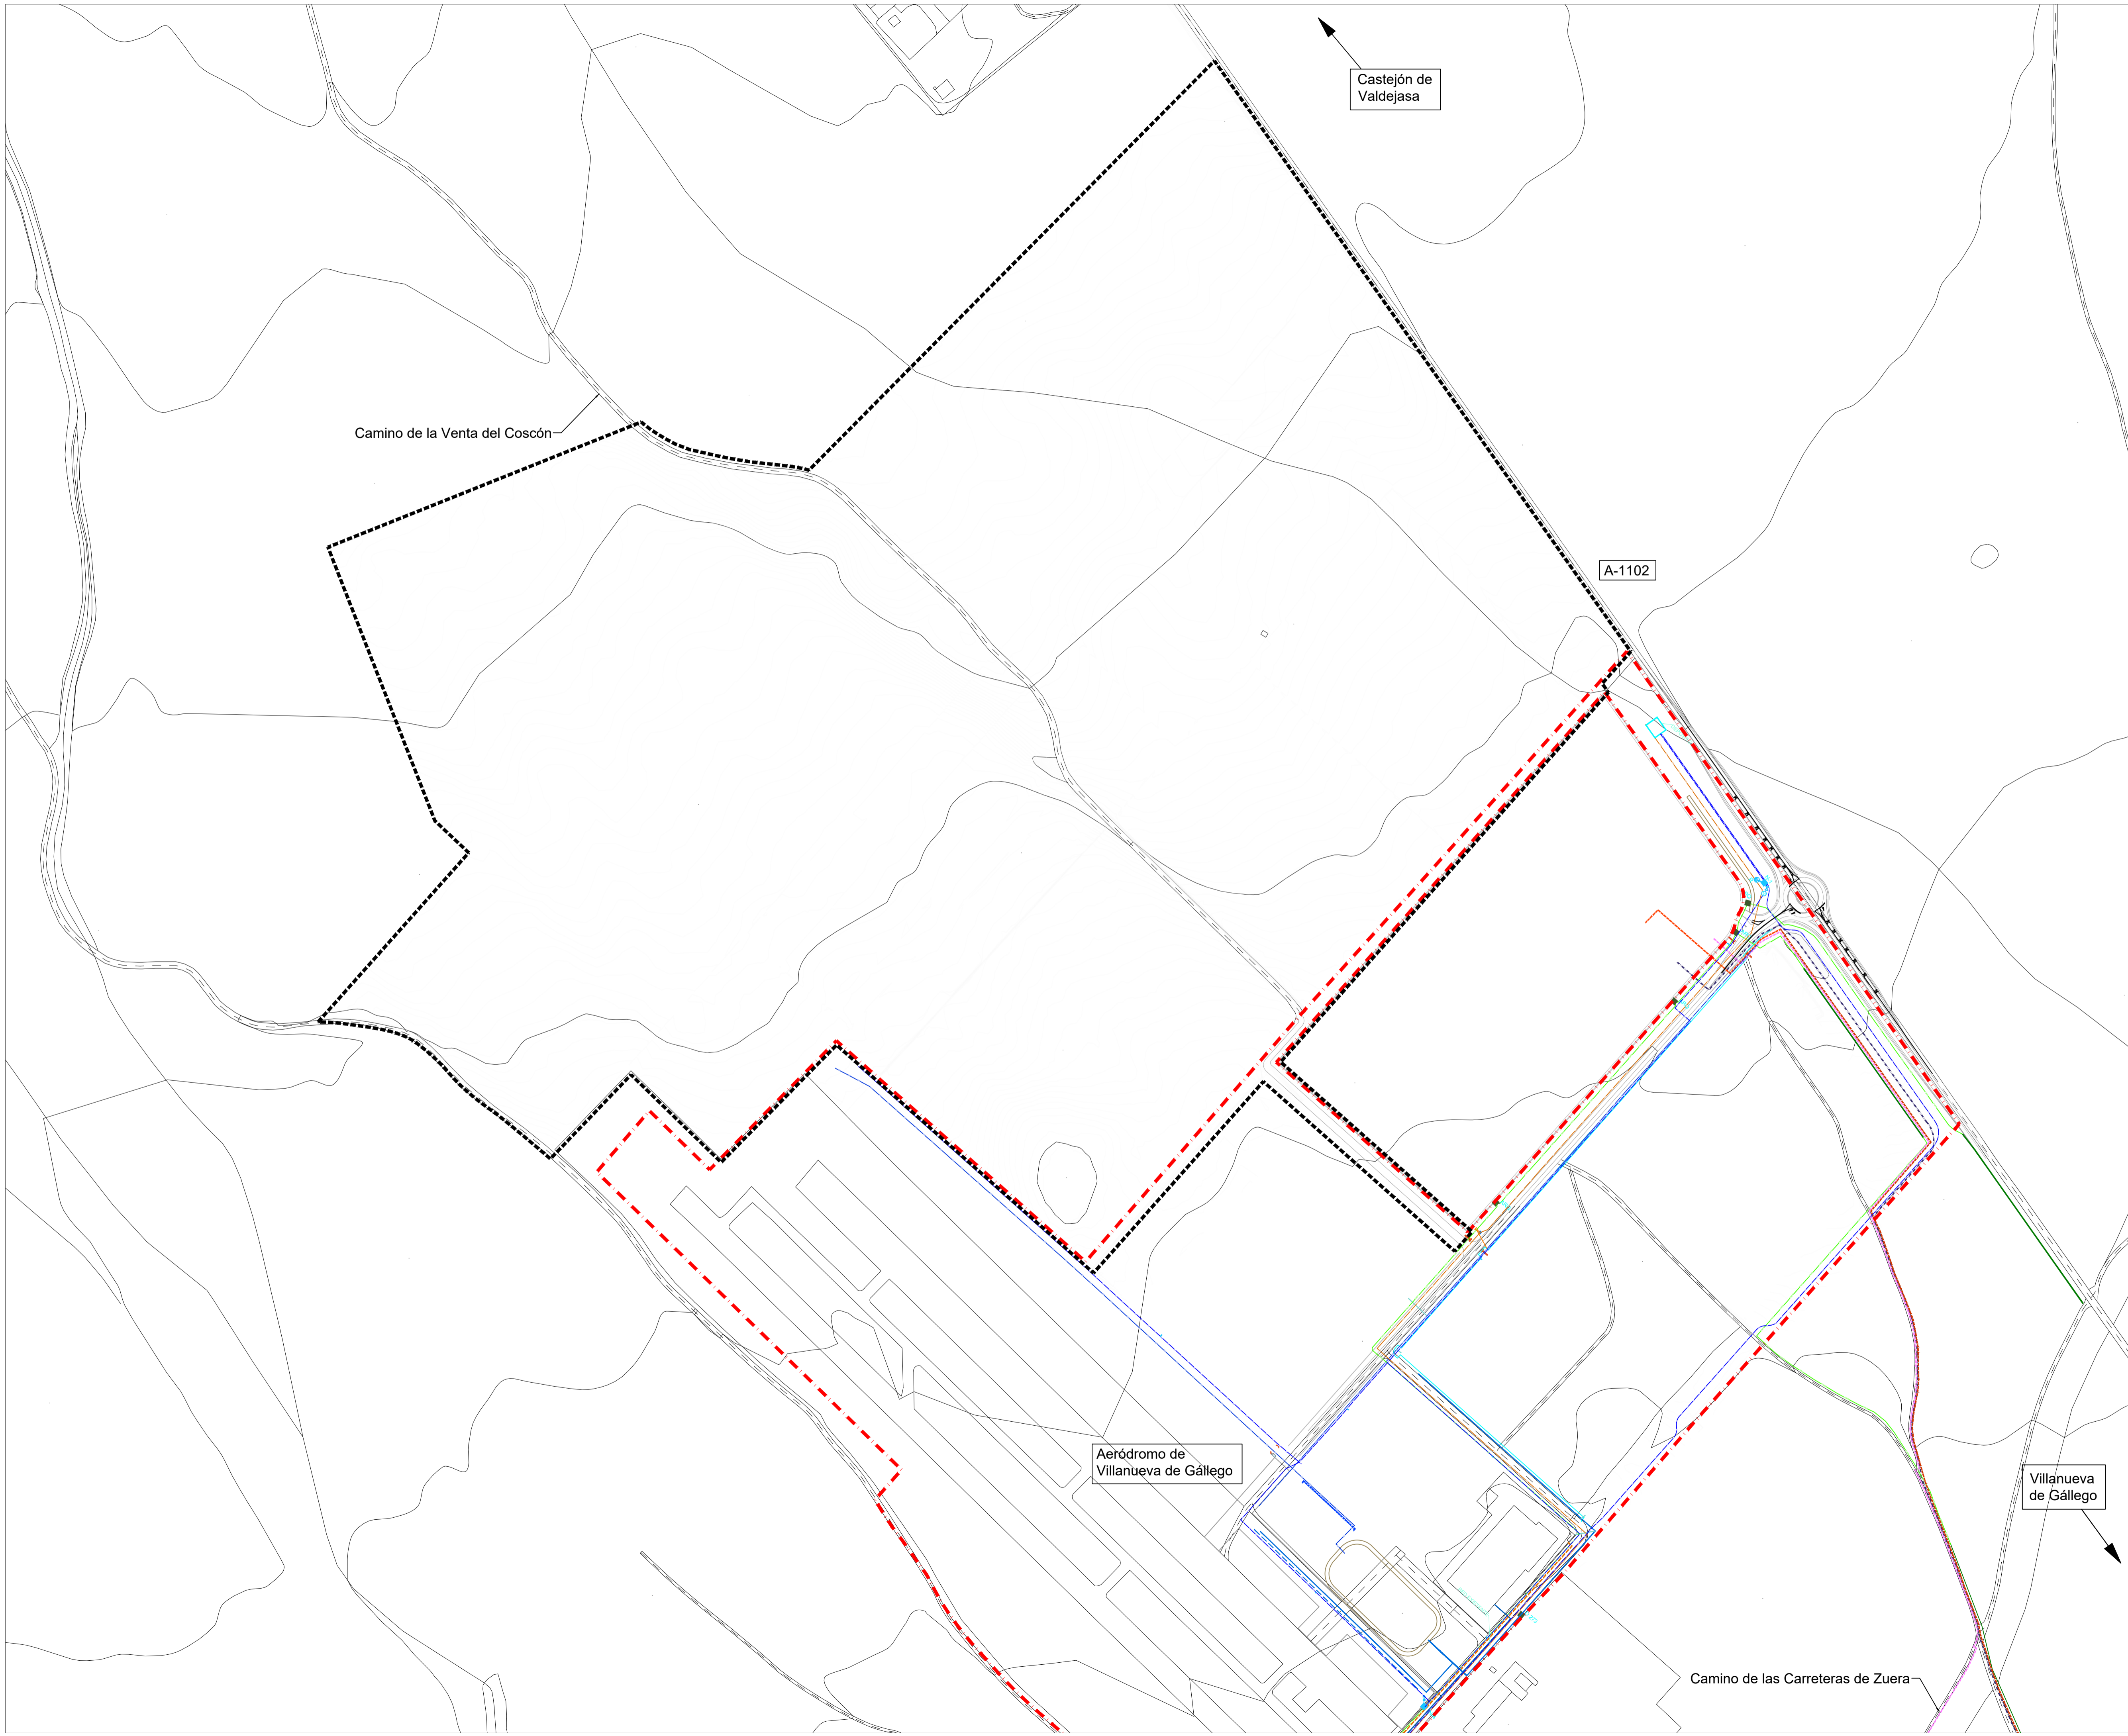 Castejón de
Valdejasa
Camino de la Venta del Coscón
A-1102
Aeródromo de
Villanueva de Gállego
Villanueva
de Gállego
Camino de las Carreteras de Zuera